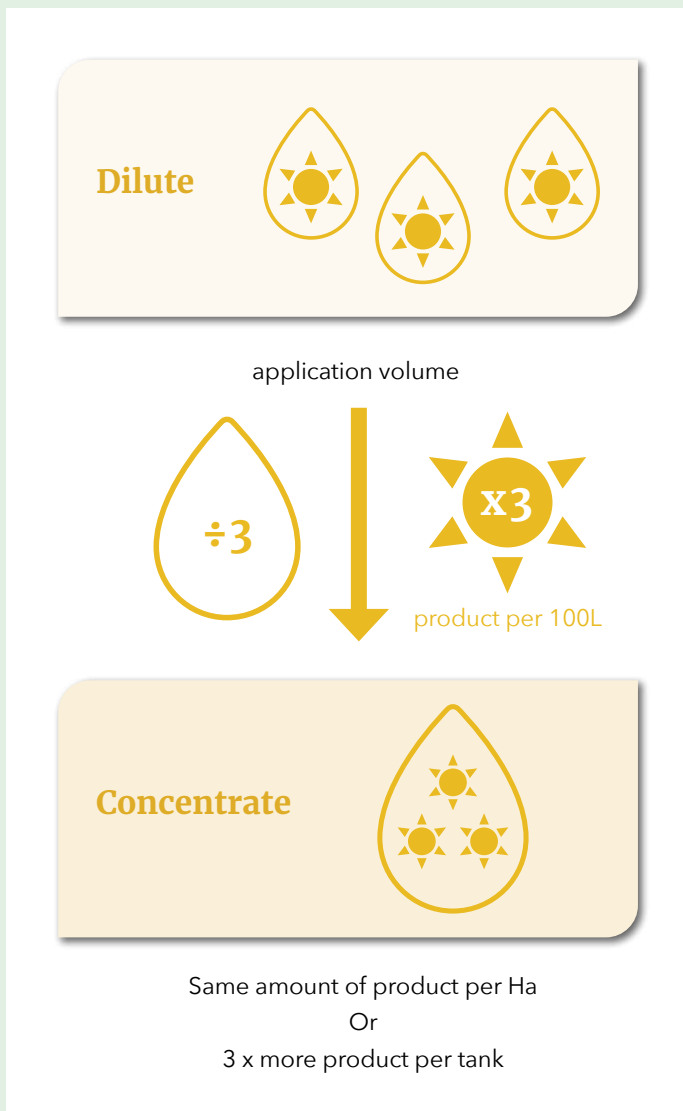 Dilute
application volume
÷3
x3
product per 100L
Concentrate
Same amount of product per Ha
Or
3 x more product per tank